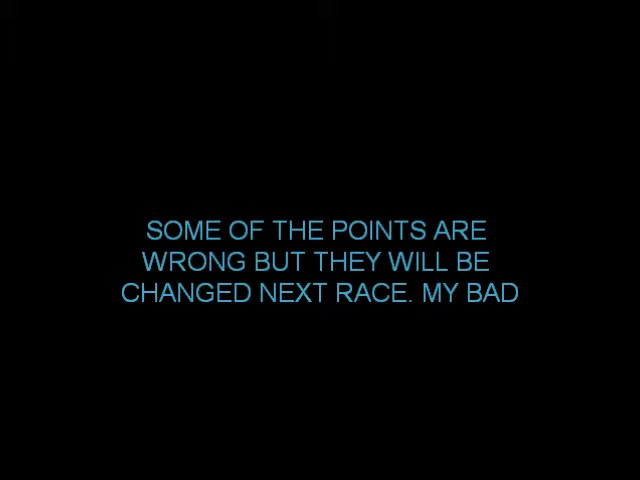 SOME OF THE POINTS ARE
WRONG BUT THEY WILL BE
CHANGED NEXT RACE. MY BAD